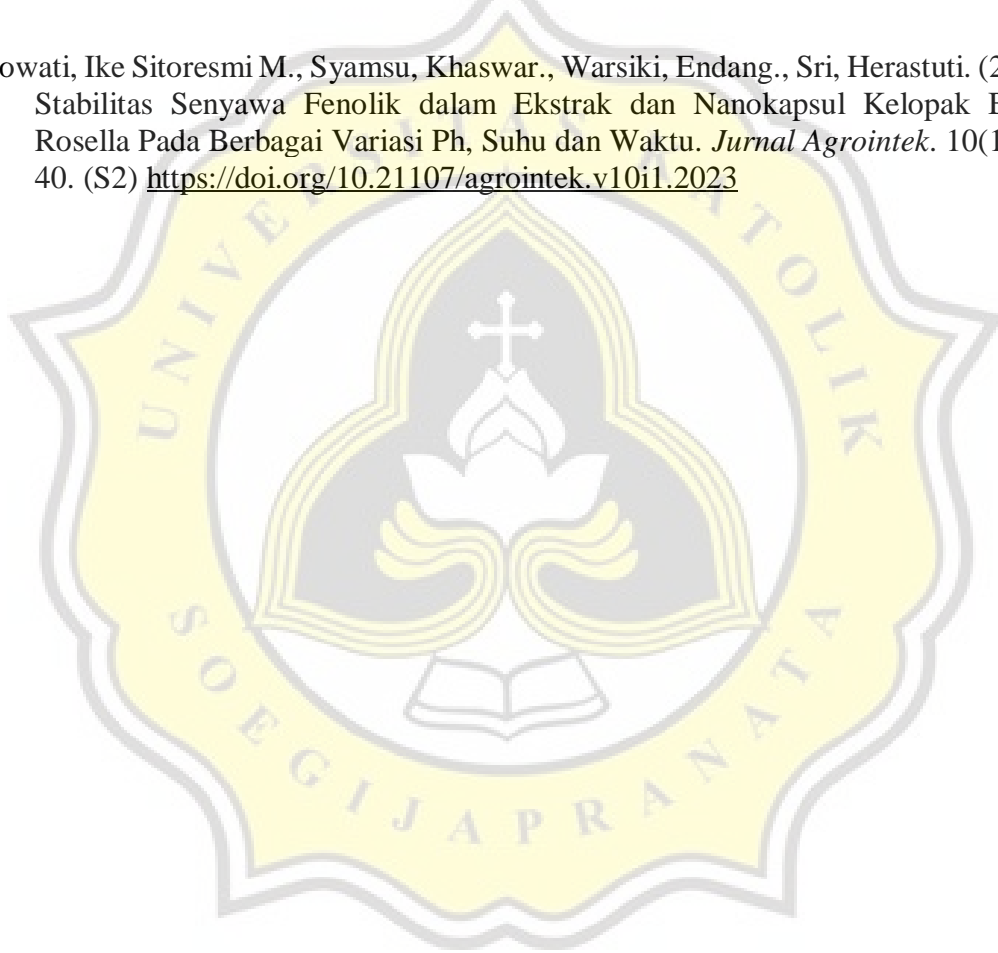 owati, Ike Sitoresmi M., Syamsu, Khaswar., Warsiki, Endang., Sri, Herastuti. (2
Stabilitas Senyawa Fenolik dalam Ekstrak dan Nanokapsul Kelopak
Rosella Pada Berbagai Variasi Ph, Suhu dan Waktu. Jurnal Agrointek. 10(1
40. (S2) https://doi.org/10.21107/agrointek.v10i1.2023
UNIVERSITAS KATOLIK
SOEGIJAPRANATA